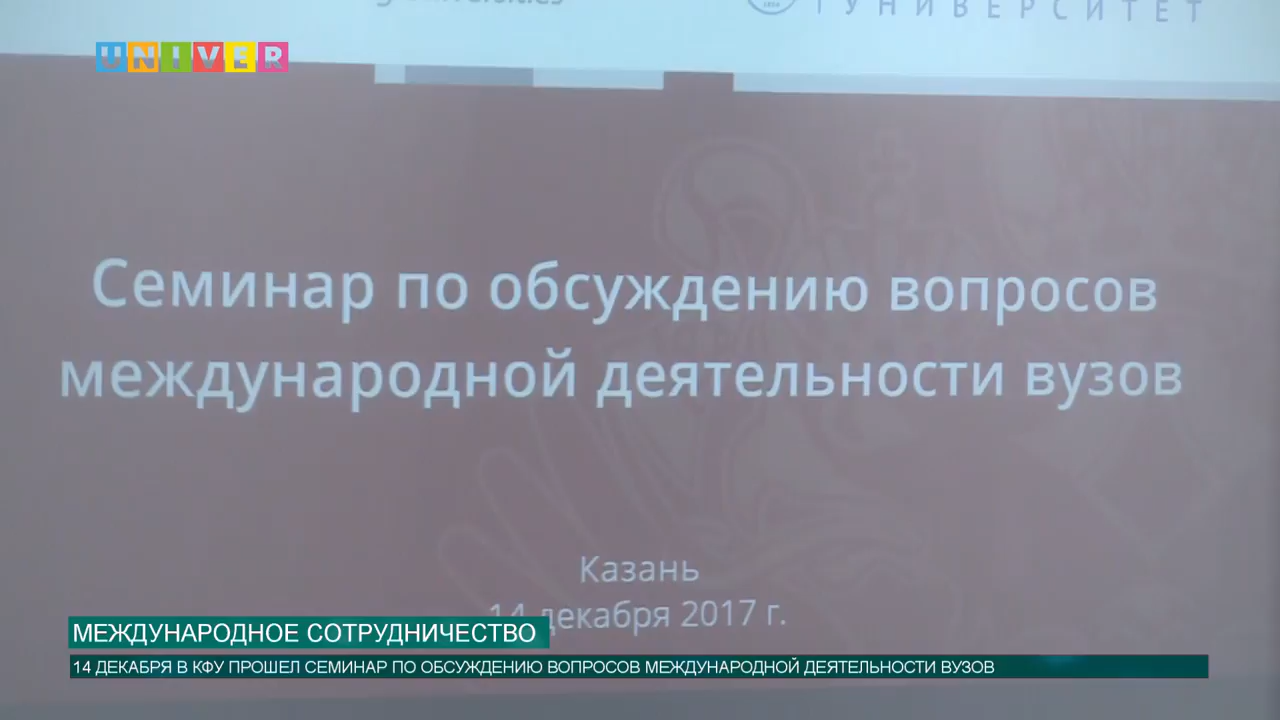 УНИВЕРСИТЕТ
UNIVER
Семинар по обсуждению вопросов
международной деятельности вузов
Казань
14 декабря 2017 г.
МЕЖДУНАРОДНОЕ СОТРУДНИЧЕСТВО
14 ДЕКАБРЯ В КФУ ПРОШЕЛ СЕМИНАР ПО ОБСУЖДЕНИЮ ВОПРОСОВ МЕЖДУНАРОДНОЙ ДЕЯТЕЛЬНОСТИ ВУЗОВ